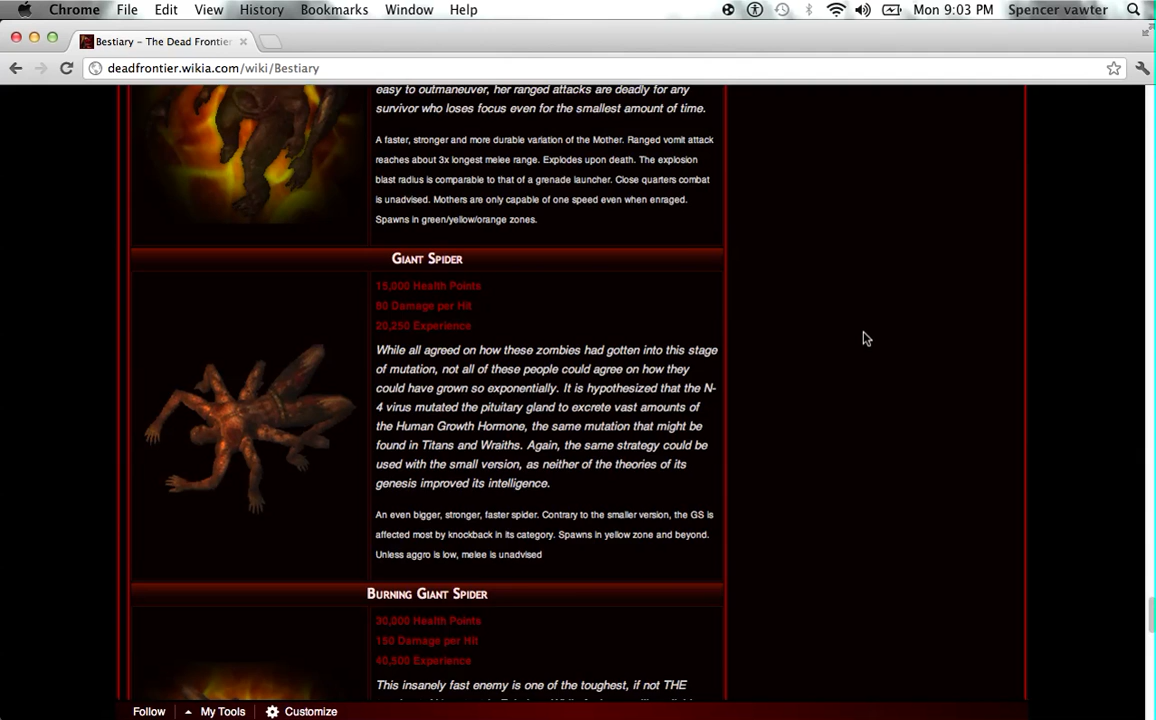 Chrome File Edit View History Bookmarks Window Help Mon 9:03 PM Spencer vawter
Bestiary – The Dead Frontier
deadfrontier.wikia.com/wiki/Bestiary
easy to outmaneuver, her ranged attacks are deadly for any
survivor who loses focus even for the smallest amount of time.
A faster, stronger and more durable variation of the Mother. Ranged vomit attack
reaches about 3x longest melee range. Explodes upon death. The explosion
blast radius is comparable to that of a grenade launcher. Close quarters combat
is unadvised. Mothers are only capable of one speed even when enraged.
Spawns in green/yellow/orange zones.
Giant Spider
15,000 Health Points
60 Damage per Hit
20,250 Experience
While all agreed on how these zombies had gotten into this stage
of mutation, not all of these people could agree on how they
could have grown so exponentially. It is hypothesized that the N-
4 virus mutated the pituitary gland to excrete vast amounts of
the Human Growth Hormone, the same mutation that might be
found in Titans and Wraiths. Again, the same strategy could be
used with the small version, as neither of the theories of its
genesis improved its intelligence.
An even bigger, stronger, faster spider. Contrary to the smaller version, the GS is
affected most by knockback in its category. Spawns in yellow zone and beyond.
Unless aggro is low, melee is unadvised
Burning Giant Spider
30,000 Health Points
150 Damage per Hit
40,500 Experience
This insanely fast enemy is one of the toughest, if not THE
Follow My Tools Customize